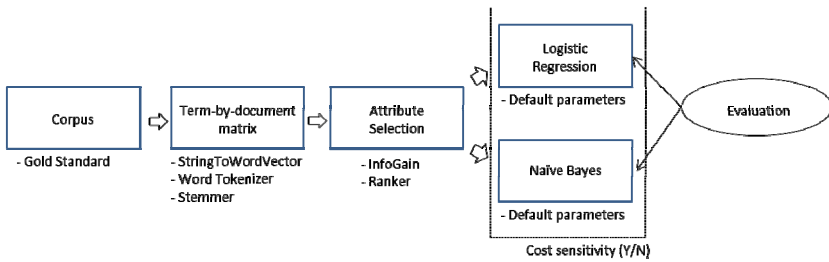 Corpus
- Gold Standard
Term-by-document
matrix
- StringToWordVector
- Word Tokenizer
- Stemmer
Attribute
Selection
- InfoGain
- Ranker
Logistic
Regression
- Default parameters
Naïve Bayes
- Default parameters
Cost sensitivity (Y/N)
Evaluation